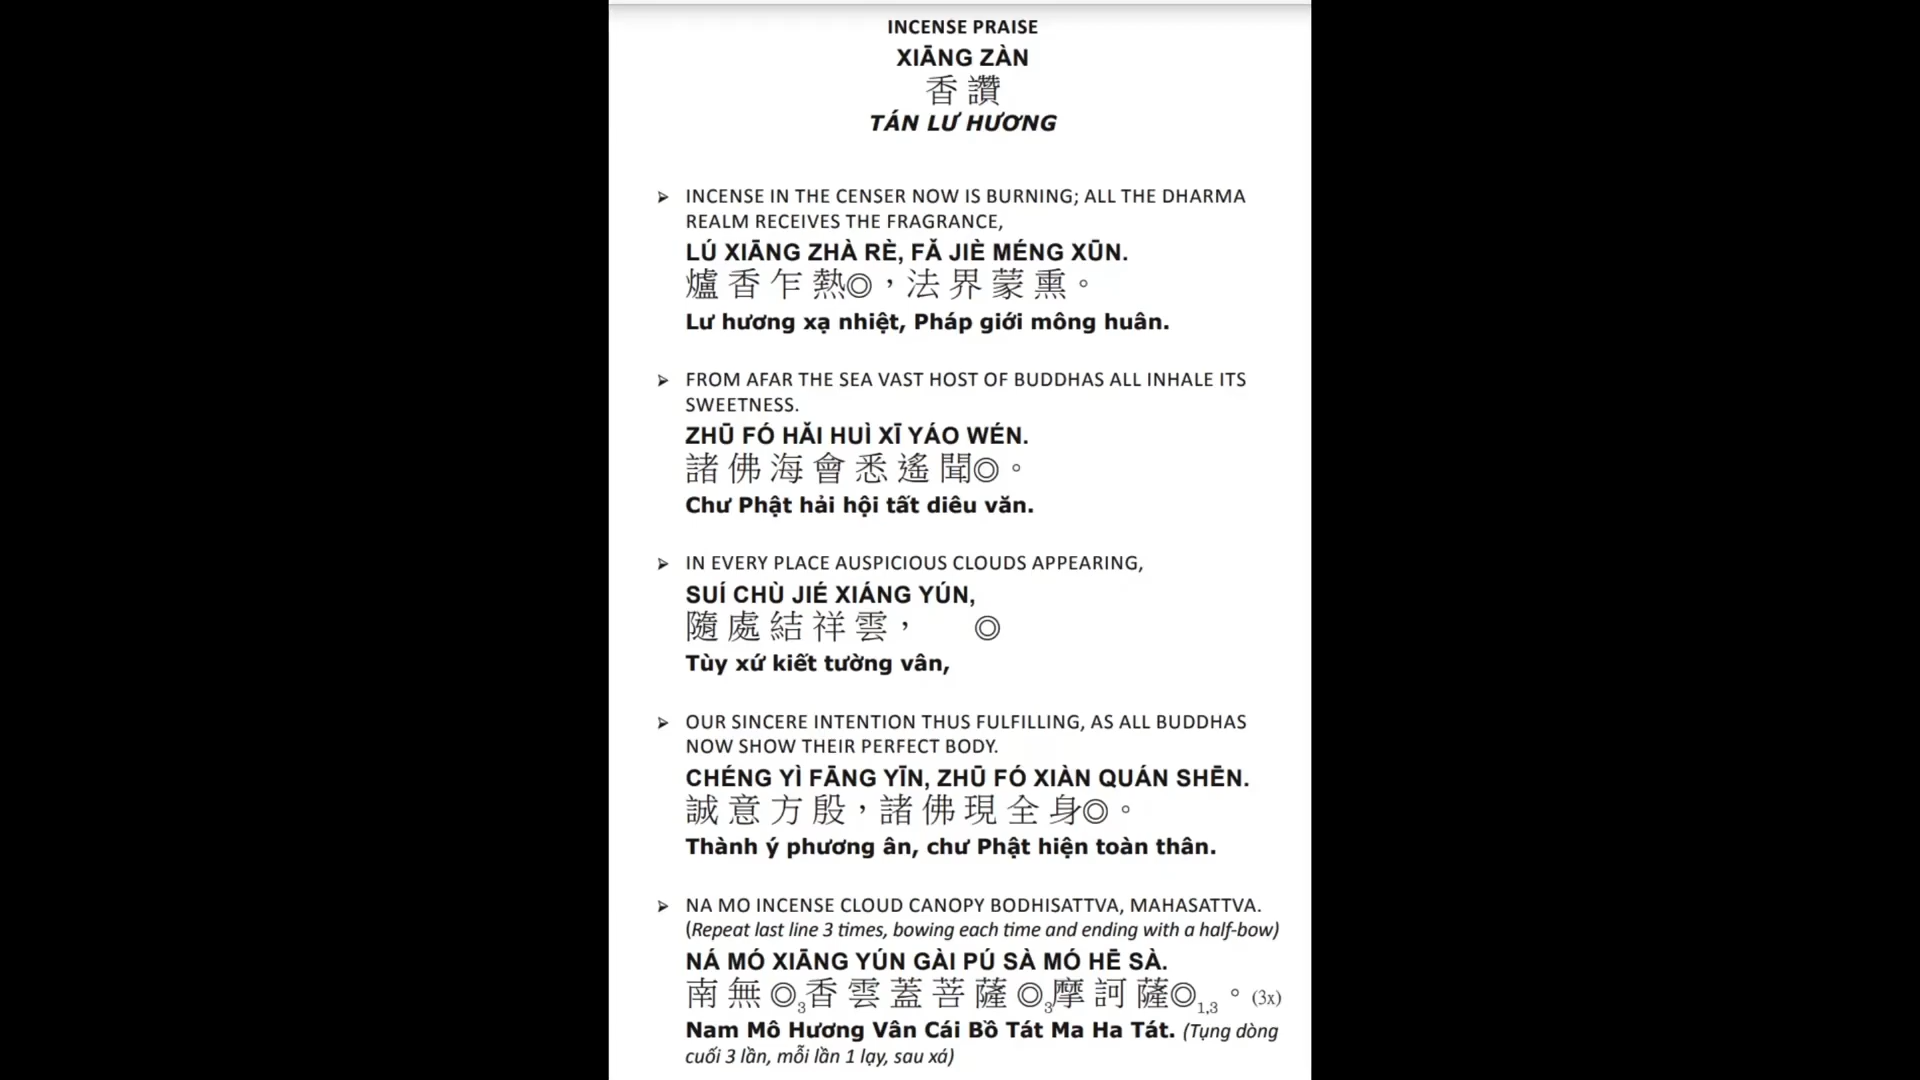 INCENSE PRAISE
XIĀNG ZÀN
香 讚
TÁN LƯ HƯƠNG
➢ INCENSE IN THE CENSER NOW IS BURNING; ALL THE DHARMA
REALM RECEIVES THE FRAGRANCE,
LÚ XIĀNG ZHÀ RÈ, FǍ JIÈ MÉNG XŪN.
爐 香 乍 熱◎，法 界 蒙 熏。
Lư hương xạ nhiệt, Pháp giới mông huân.
➢ FROM AFAR THE SEA VAST HOST OF BUDDHAS ALL INHALE ITS
SWEETNESS.
ZHŪ FÓ HǍI HUÌ XĪ YÁO WÉN.
諸 佛 海 會 悉 遙 聞◎。
Chư Phật hải hội tất diêu văn.
➢ IN EVERY PLACE AUSPICIOUS CLOUDS APPEARING,
SUÍ CHÙ JIÉ XIÁNG YÚN,
隨 處 結 祥 雲， ◎
Tùy xứ kiết tường vân,
➢ OUR SINCERE INTENTION THUS FULFILLING, AS ALL BUDDHAS
NOW SHOW THEIR PERFECT BODY.
CHÉNG YÌ FĀNG YĪN, ZHŪ FÓ XIÀN QUÁN SHĒN.
誠 意 方 殷，諸 佛 現 全 身◎。
Thành ý phương ân, chư Phật hiện toàn thân.
➢ NA MO INCENSE CLOUD CANOPY BODHISATTVA, MAHASATTVA.
(Repeat last line 3 times, bowing each time and ending with a half-bow)
NÁ MÓ XIĀNG YÚN GÀI PÚ SÀ MÓ HĒ SÀ.
南 無 ◎3香 雲 蓋 菩 薩 ◎3摩 訶 薩◎1,3 。(3x)
Nam Mô Hương Vân Cái Bồ Tát Ma Ha Tát. (Tụng dòng
cuối 3 lần, mỗi lần 1 lạy, sau xá)